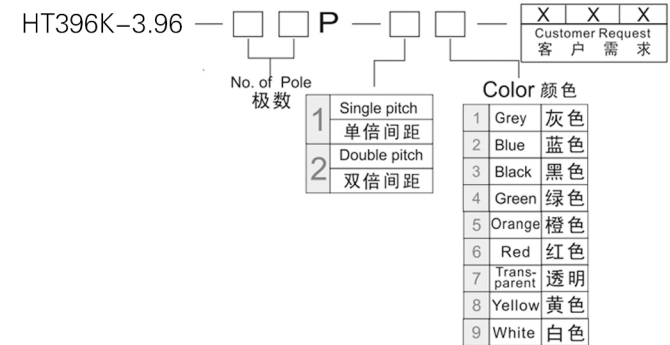 HT396K-3.96 — □ □ P — □ □ — X X X
Customer Request
客户需求
No. of Pole
极数
1 Single pitch
单倍间距
2 Double pitch
双倍间距
Color 颜色
1 Grey 灰色
2 Blue 蓝色
3 Black 黑色
4 Green 绿色
5 Orange 橙色
6 Red 红色
7 Trans-
parent 透明
8 Yellow 黄色
9 White 白色